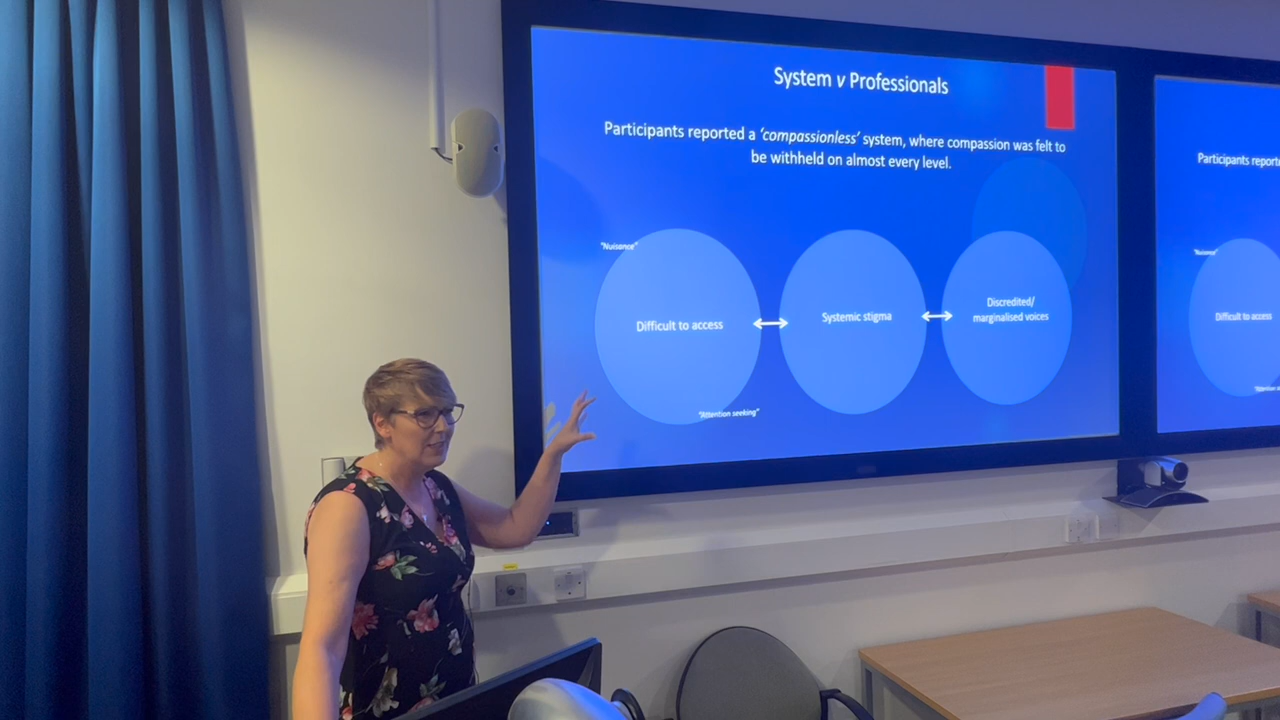 System v Professionals
Participants reported a ‘compassionless’ system, where compassion was felt to
be withheld on almost every level.
"Nuisance"
Difficult to access
Systemic stigma
Discredited/
marginalised voices
"Attention seeking"
Participants
"Nuisance"
Difficult to access